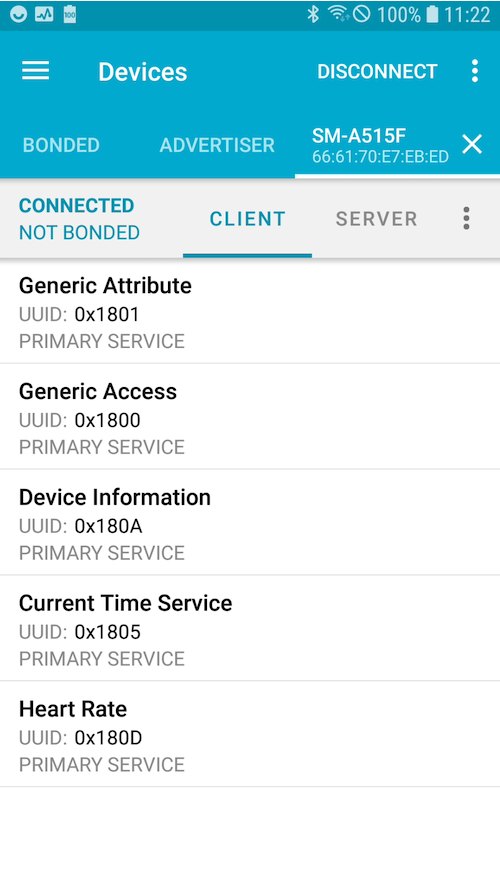 100
100% 11:22
Devices DISCONNECT
BONDED ADVERTISER SM-A515F
66:61:70:E7:EB:ED
CONNECTED
NOT BONDED
CLIENT SERVER
Generic Attribute
UUID: 0x1801
PRIMARY SERVICE
Generic Access
UUID: 0x1800
PRIMARY SERVICE
Device Information
UUID: 0x180A
PRIMARY SERVICE
Current Time Service
UUID: 0x1805
PRIMARY SERVICE
Heart Rate
UUID: 0x180D
PRIMARY SERVICE